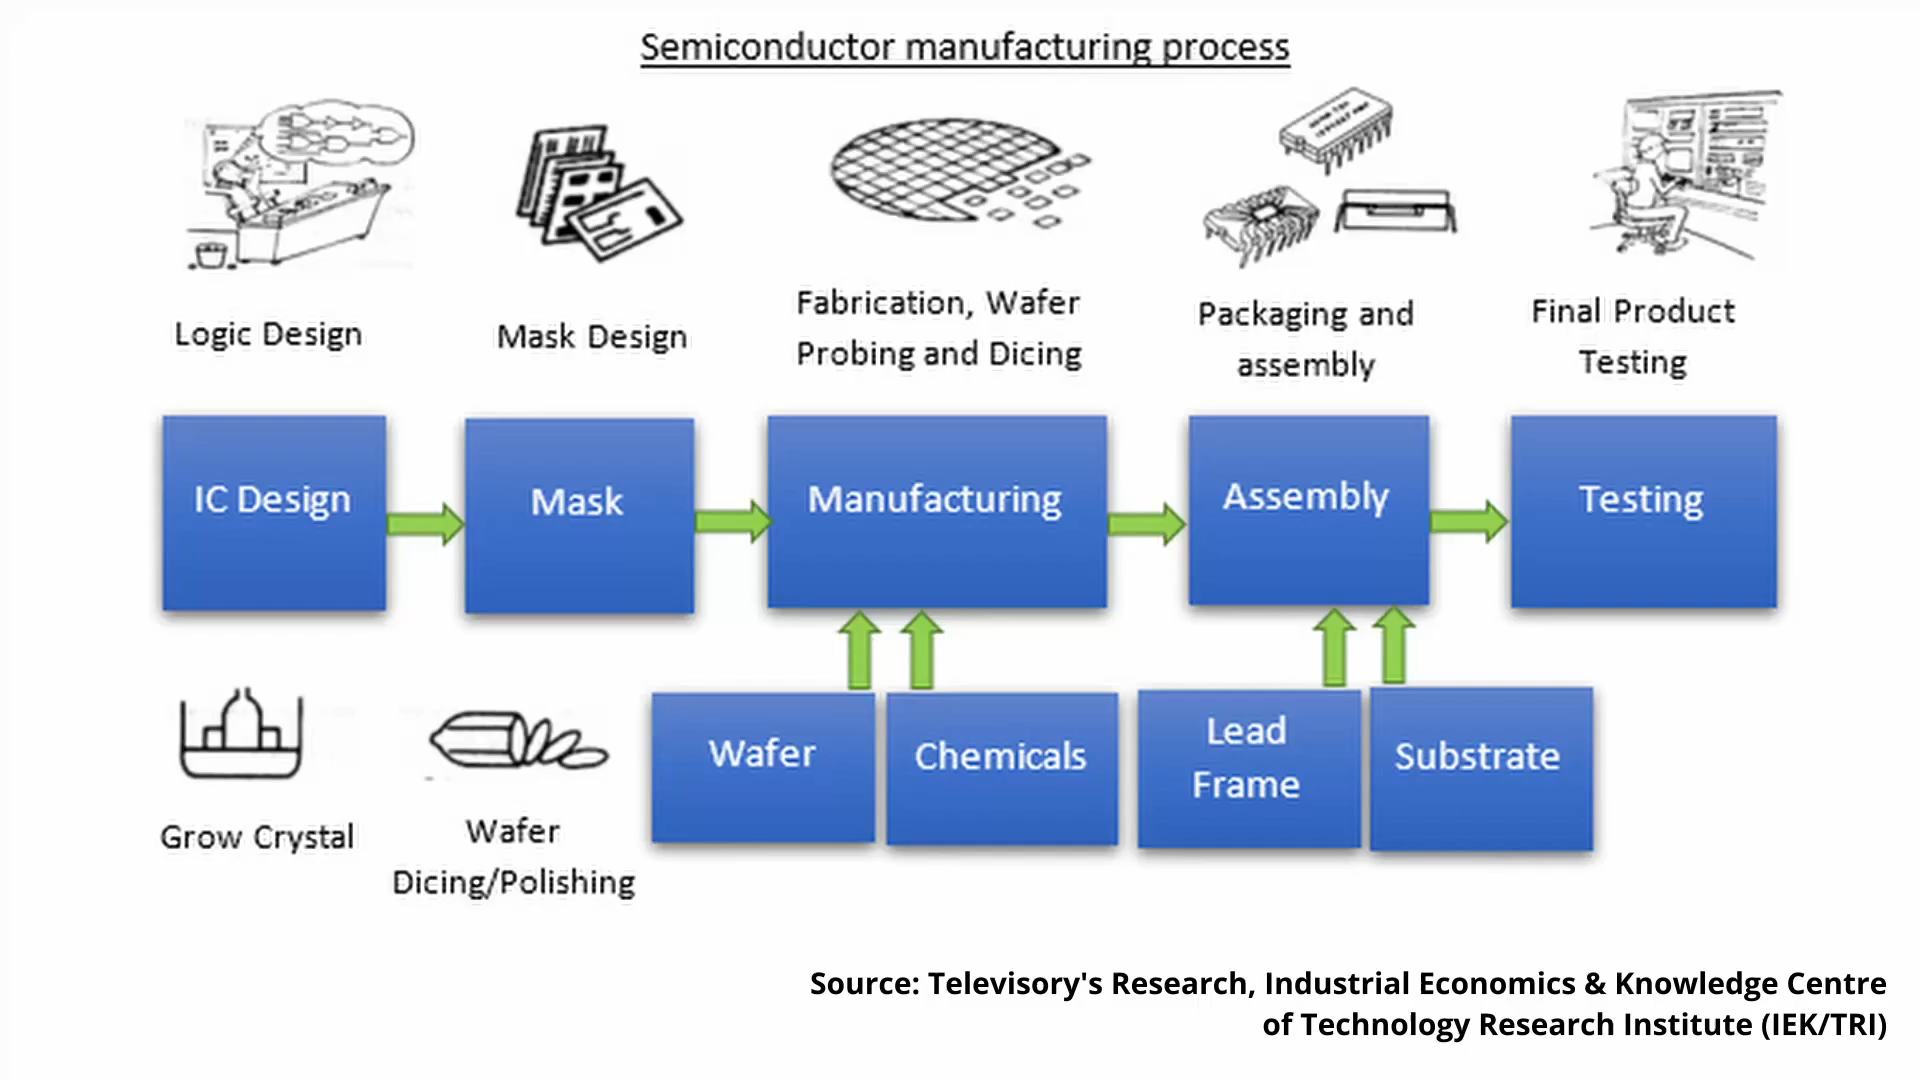 Semiconductor manufacturing process
Logic Design
Mask Design
Fabrication, Wafer
Probing and Dicing
Packaging and
assembly
Final Product
Testing
IC Design
Mask
Manufacturing
Assembly
Testing
Wafer
Chemicals
Lead
Frame
Substrate
Grow Crystal
Wafer
Dicing/Polishing
Source: Televisory's Research, Industrial Economics & Knowledge Centre
of Technology Research Institute (IEK/TRI)